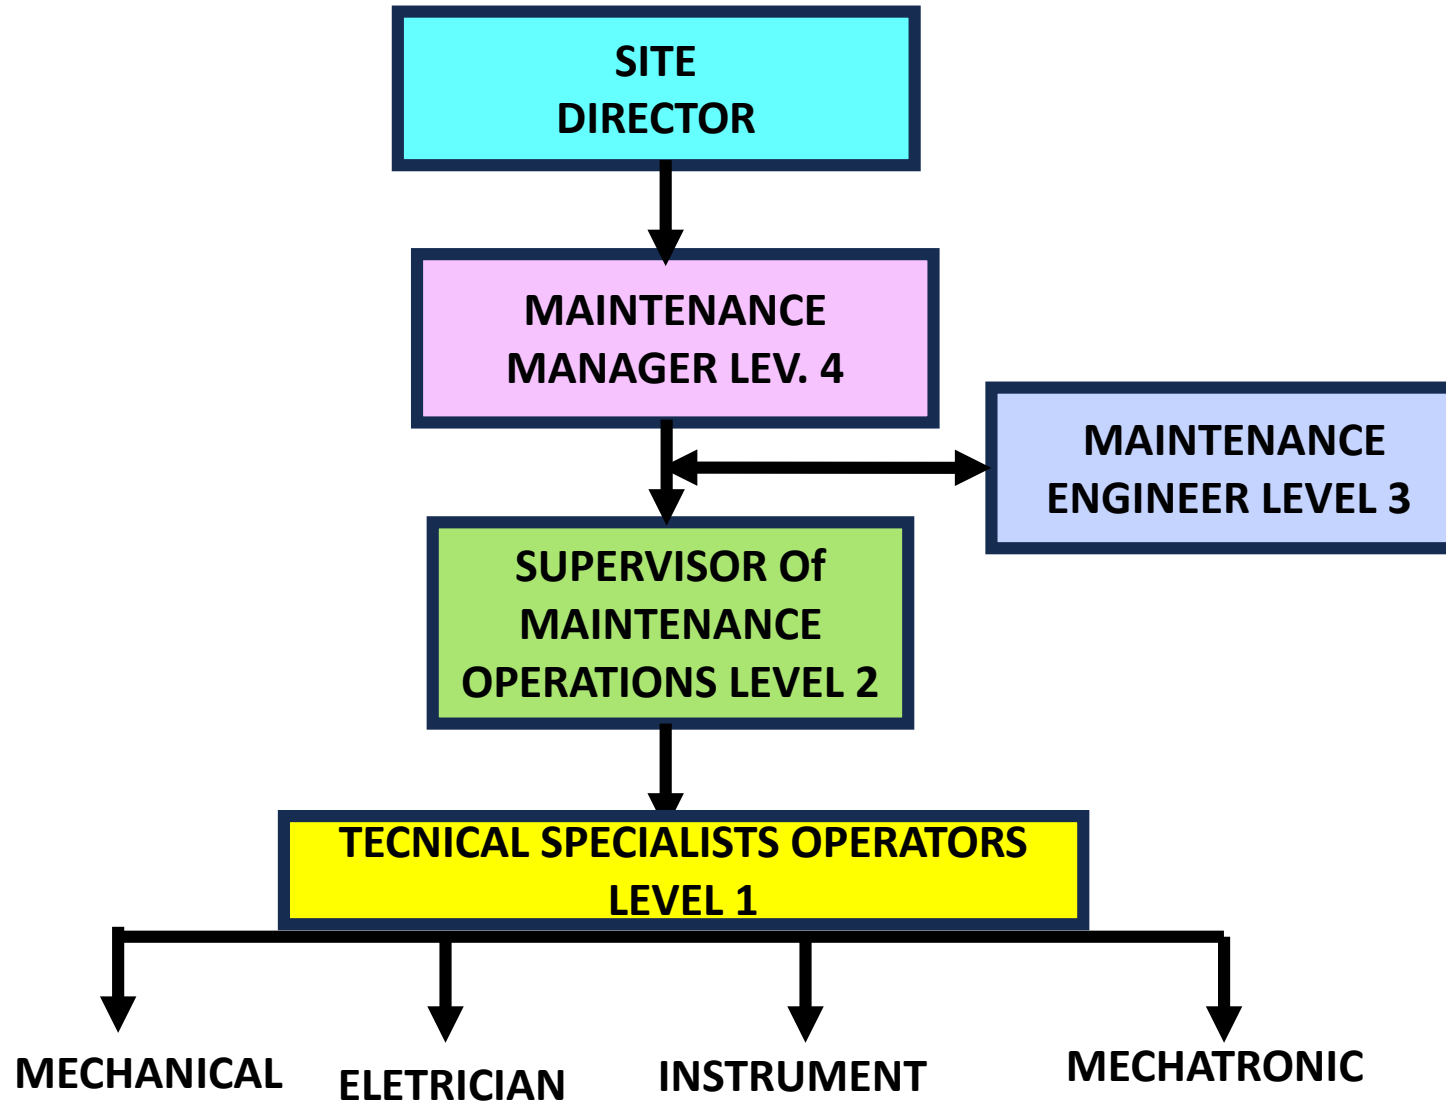 SITE
DIRECTOR
MAINTENANCE
MANAGER LEV. 4
MAINTENANCE
ENGINEER LEVEL 3
SUPERVISOR Of
MAINTENANCE
OPERATIONS LEVEL 2
TECNICAL SPECIALISTS OPERATORS
LEVEL 1
MECHANICAL
ELETRICIAN
INSTRUMENT
MECHATRONIC